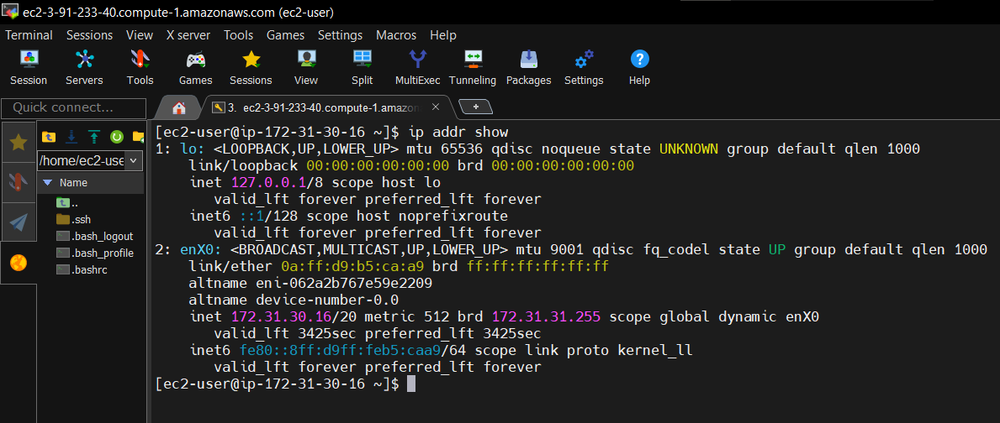 ec2-3-91-233-40.compute-1.amazonaws.com (ec2-user)
Terminal Sessions View X server Tools Games Settings Macros Help
Session Servers Tools Games Sessions View Split MultiExec Tunneling Packages Settings Help
Quick connect...
3. ec2-3-91-233-40.compute-1.amazon
/home/ec2-use
Name
..
.ssh
.bash_logout
.bash_profile
.bashrc
[ec2-user@ip-172-31-30-16 ~]$ ip addr show
1: lo: <LOOPBACK,UP,LOWER_UP> mtu 65536 qdisc noqueue state UNKNOWN group default qlen 1000
link/loopback 00:00:00:00:00:00 brd 00:00:00:00:00:00
inet 127.0.0.1/8 scope host lo
valid_lft forever preferred_lft forever
inet6 ::1/128 scope host noprefixroute
valid_lft forever preferred_lft forever
2: enX0: <BROADCAST,MULTICAST,UP,LOWER_UP> mtu 9001 qdisc fq_codel state UP group default qlen 1000
link/ether 0a:ff:d9:b5:ca:a9 brd ff:ff:ff:ff:ff:ff
altname eni-062a2b767e59e2209
altname device-number-0.0
inet 172.31.30.16/20 metric 512 brd 172.31.31.255 scope global dynamic enX0
valid_lft 3425sec preferred_lft 3425sec
inet6 fe80::8ff:d9ff:feb5:caa9/64 scope link proto kernel_ll
valid_lft forever preferred_lft forever
[ec2-user@ip-172-31-30-16 ~]$